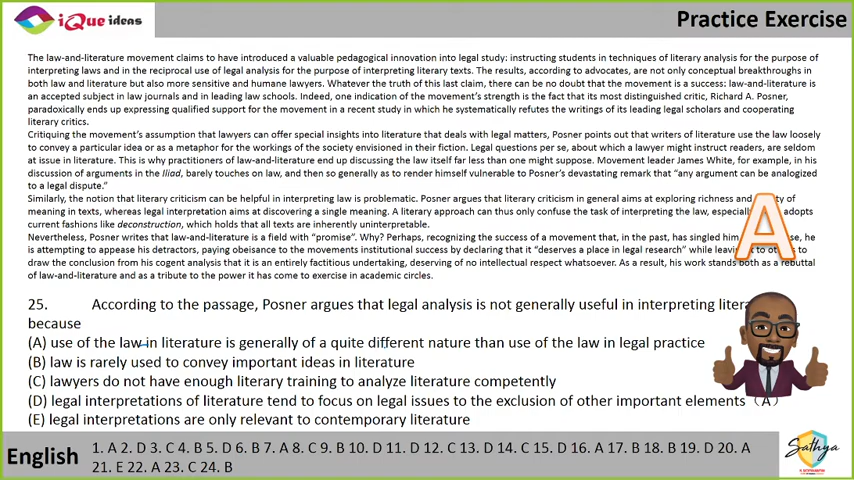 iQue ideas
Practice Exercise
The law-and-literature movement claims to have introduced a valuable pedagogical innovation into legal study: instructing students in techniques of literary analysis for the purpose of
interpreting laws and in the reciprocal use of legal analysis for the purpose of interpreting literary texts. The results, according to advocates, are not only conceptual breakthroughs in
both law and literature but also more sensitive and humane lawyers. Whatever the truth of this last claim, there can be no doubt that the movement is a success: law-and-literature is
an accepted subject in law journals and in leading law schools. Indeed, one indication of the movement's strength is the fact that its most distinguished critic, Richard A. Posner,
paradoxically ends up expressing qualified support for the movement in a recent study in which he systematically refutes the writings of its leading legal scholars and cooperating
literary critics.
Critiquing the movement's assumption that lawyers can offer special insights into literature that deals with legal matters, Posner points out that writers of literature use the law loosely
to convey a particular idea or as a metaphor for the workings of the society envisioned in their fiction. Legal questions per se, about which a lawyer might instruct readers, are seldom
at issue in literature. This is why practitioners of law-and-literature end up discussing the law itself far less than one might suppose. Movement leader James White, for example, in his
discussion of arguments in the Iliad, barely touches on law, and then so generally as to render himself vulnerable to Posner's devastating remark that "any argument can be analogized
to a legal dispute."
Similarly, the notion that literary criticism can be helpful in interpreting law is problematic. Posner argues that literary criticism in general aims at exploring richness and of
meaning in texts, whereas legal interpretation aims at discovering a single meaning. A literary approach can thus only confuse the task of interpreting the law, especially adopts
current fashions like deconstruction, which holds that all texts are inherently uninterpretable.
Nevertheless, Posner writes that law-and-literature is a field with "promise". Why? Perhaps, recognizing the success of a movement that, in the past, has singled him he
is attempting to appease his detractors, paying obeisance to the movements institutional success by declaring that it "deserves a place in legal research" while to
draw the conclusion from his cogent analysis that it is an entirely factitious undertaking, deserving of no intellectual respect whatsoever. As a result, his work stands both as a rebuttal
of law-and-literature and as a tribute to the power it has come to exercise in academic circles.
A
25. According to the passage, Posner argues that legal analysis is not generally useful in interpreting
because
(A) use of the law in literature is generally of a quite different nature than use of the law in legal practice
(B) law is rarely used to convey important ideas in literature
(C) lawyers do not have enough literary training to analyze literature competently
(D) legal interpretations of literature tend to focus on legal issues to the exclusion of other important elements (A)
(E) legal interpretations are only relevant to contemporary literature
English
1. A 2. D 3. C 4. B 5. D 6. B 7. A 8. C 9. B 10. D 11. D 12. C 13. D 14. C 15. D 16. A 17. B 18. B 19. D 20. A
21. E 22. A 23. C 24. B
Sathya